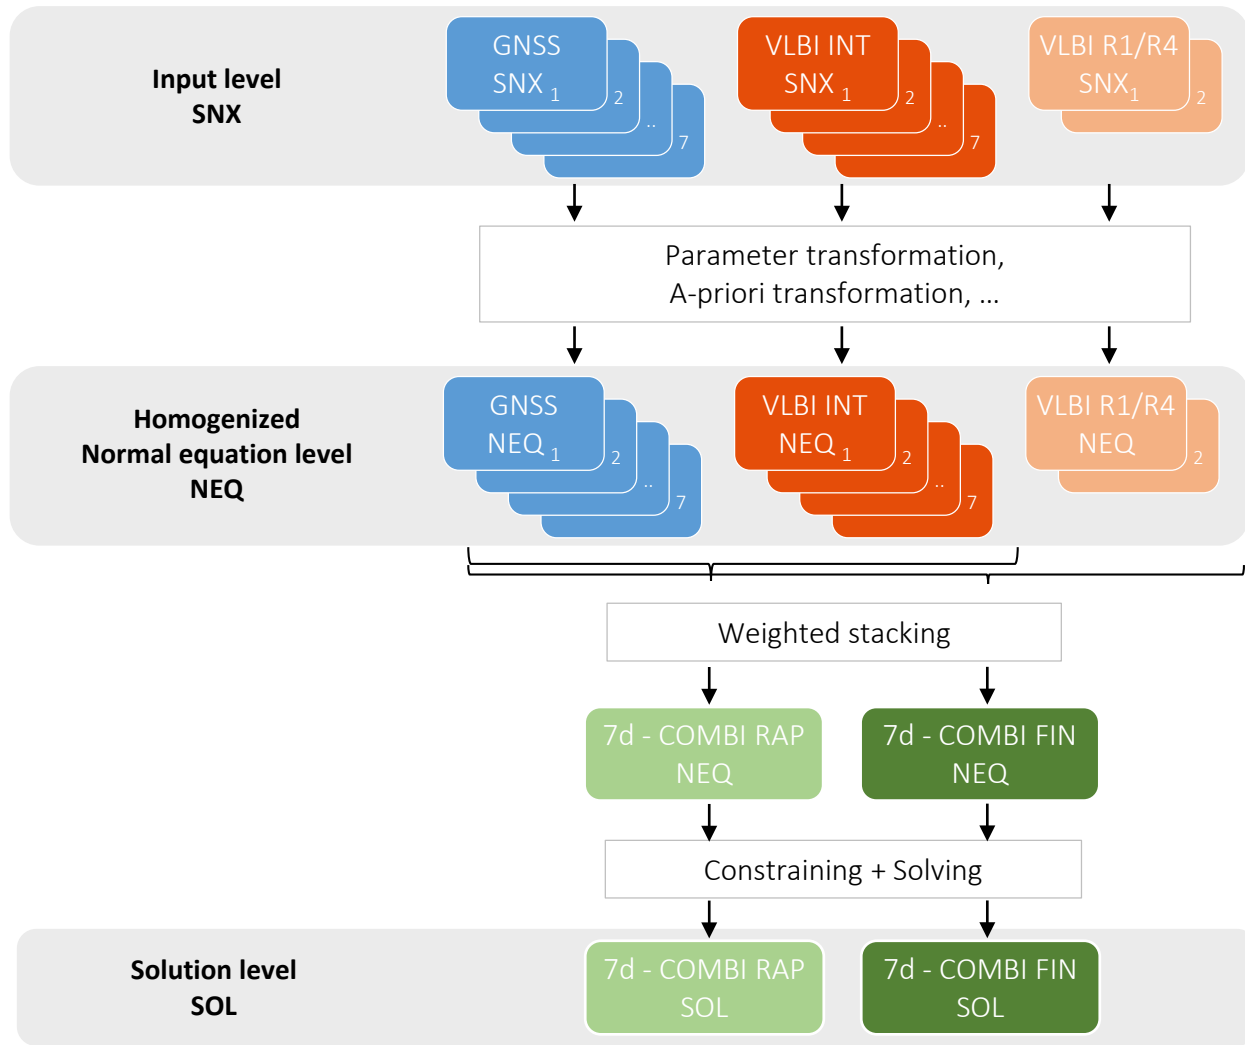 Input level
SNX
GNSS
SNX 1
2
..
7
VLBI INT
SNX 1
2
..
7
VLBI R1/R4
SNX1
2
Parameter transformation,
A-priori transformation, ...
Homogenized
Normal equation level
NEQ
GNSS
NEQ 1
2
..
7
VLBI INT
NEQ 1
2
..
7
VLBI R1/R4
NEQ
2
Weighted stacking
7d - COMBI RAP
NEQ
7d - COMBI FIN
NEQ
Constraining + Solving
Solution level
SOL
7d - COMBI RAP
SOL
7d - COMBI FIN
SOL